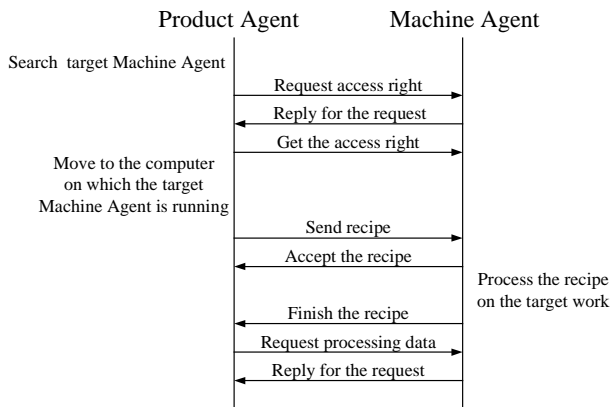 Product Agent
Machine Agent
Search target Machine Agent
Request access right
Reply for the request
Get the access right
Move to the computer
on which the target
Machine Agent is running
Send recipe
Accept the recipe
Process the recipe
on the target work
Finish the recipe
Request processing data
Reply for the request